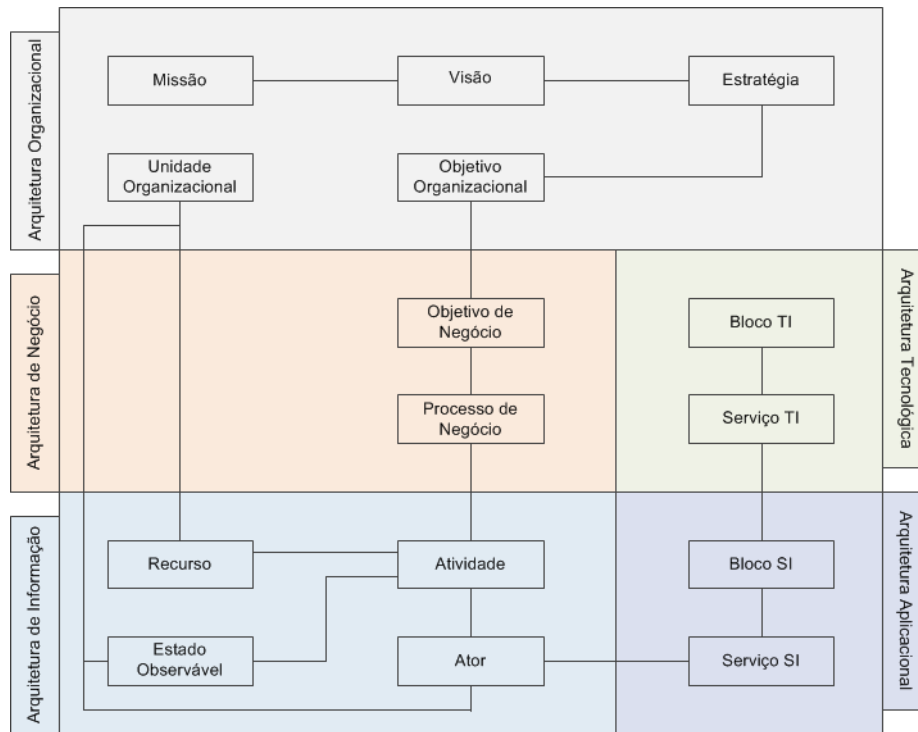 Arquitetura Organizacional
Missão
Visão
Estratégia
Unidade
Organizacional
Objetivo
Organizacional
Arquitetura de Negócio
Objetivo de
Negócio
Processo de
Negócio
Bloco TI
Serviço TI
Arquitetura Tecnológica
Arquitetura de Informação
Recurso
Atividade
Estado
Observável
Ator
Bloco SI
Serviço SI
Arquitetura Aplicacional